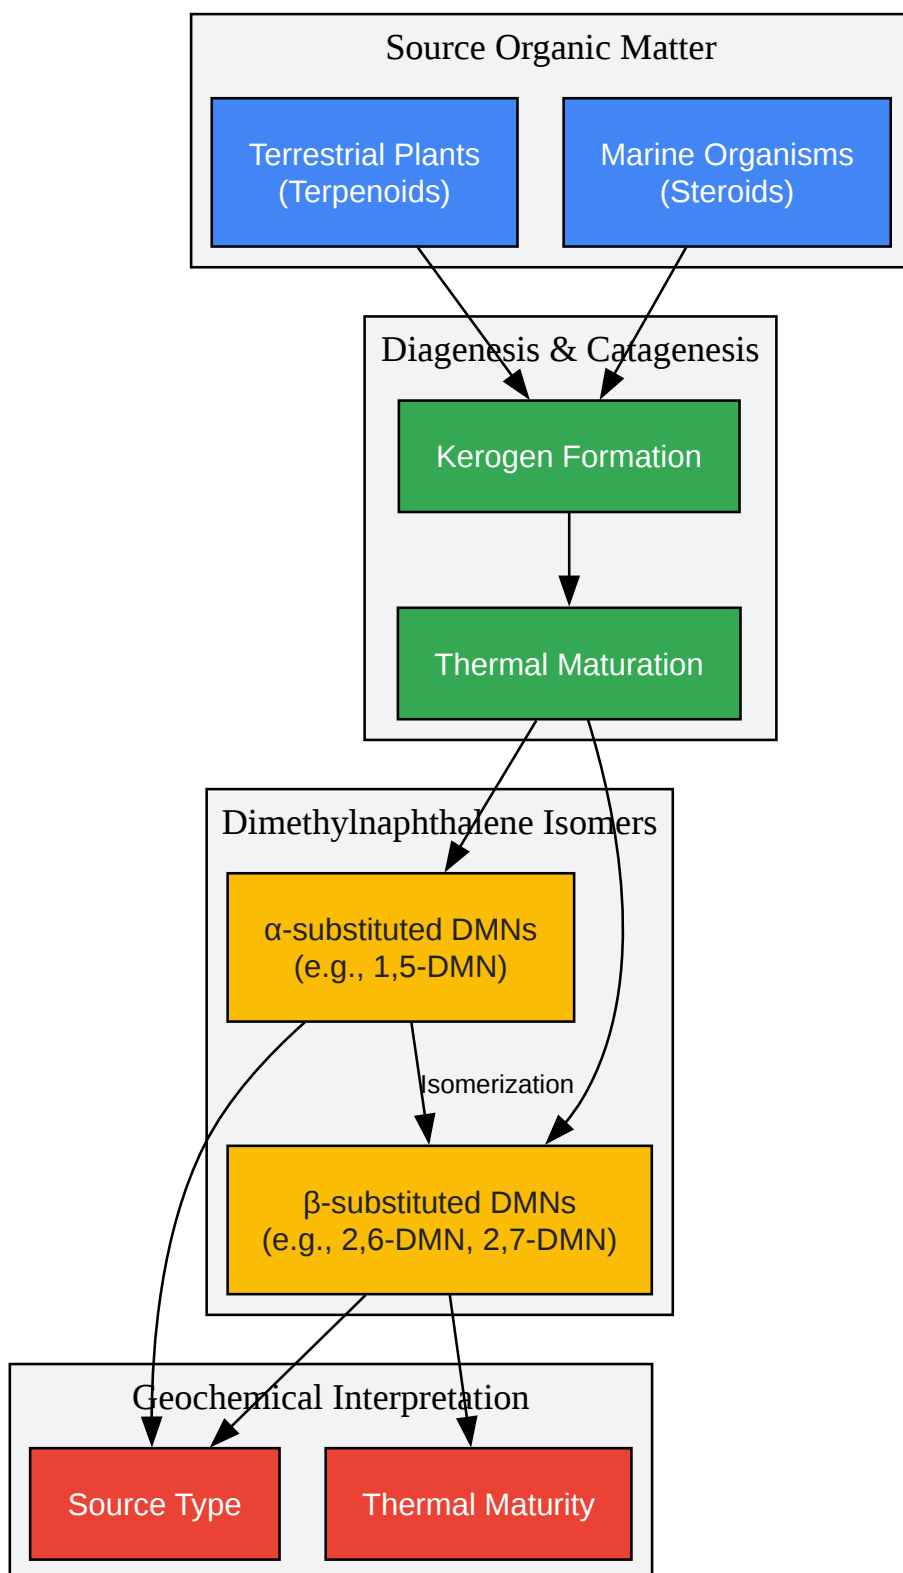 Source Organic Matter
Terrestrial Plants
(Terpenoids)
Marine Organisms
(Steroids)
Diagenesis & Catagenesis
Kerogen Formation
Thermal Maturation
Dimethylnaphthalene Isomers
α-substituted DMNs
(e.g., 1,5-DMN)
Isomerization
β-substituted DMNs
(e.g., 2,6-DMN, 2,7-DMN)
Geochemical Interpretation
Source Type
Thermal Maturity